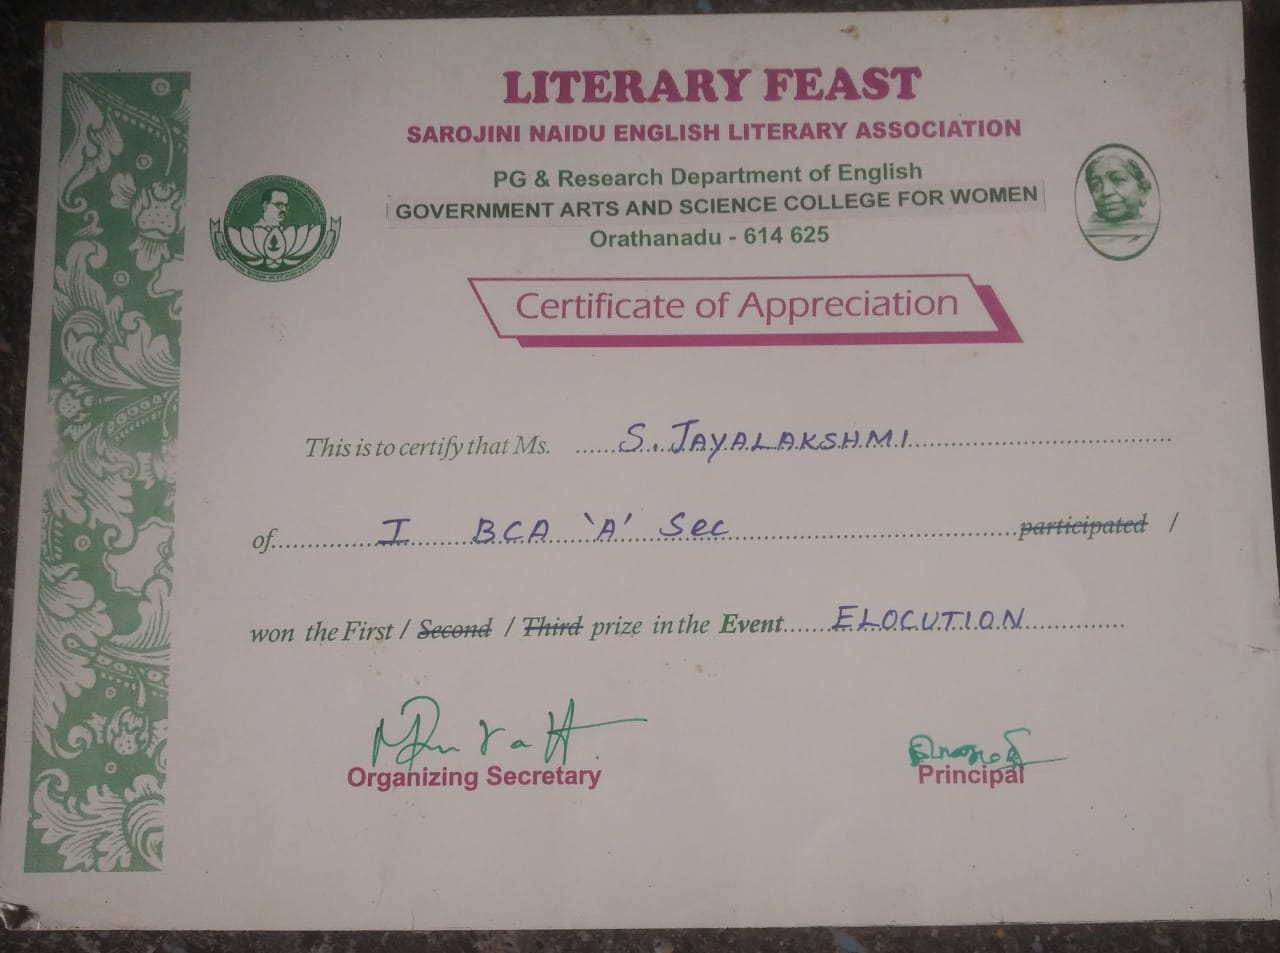 LITERARY FEAST
SAROJINI NAIDU ENGLISH LITERARY ASSOCIATION
PG & Research Department of English
GOVERNMENT ARTS AND SCIENCE COLLEGE FOR WOMEN
Orathanadu - 614 625
Certificate of Appreciation
This is to certify that Ms. S. JAYALAKSHMI
of I BCA 'A' Sec participated /
won the First / Second / Third prize in the Event ELOCUTION
Organizing Secretary
Principal